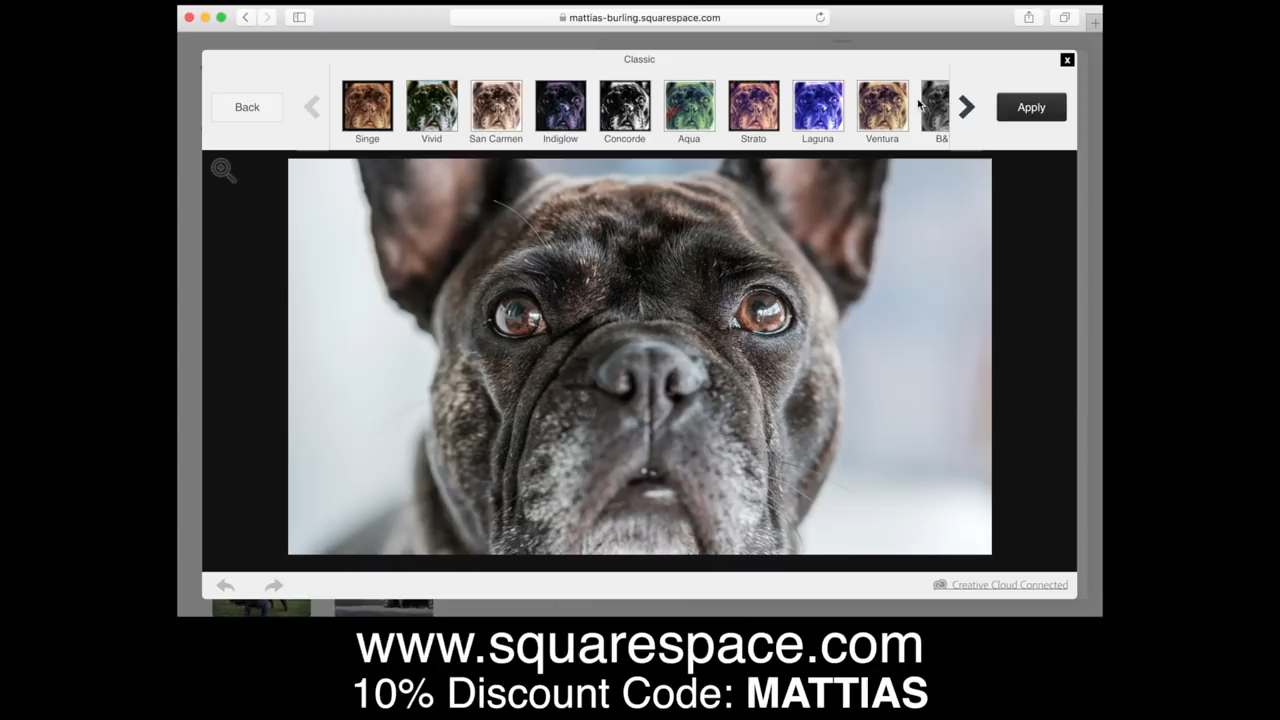 mattias-burling.squarespace.com
Classic
x
Back
Apply
Singe
Vivid
San Carmen
Indiglow
Concorde
Aqua
Strato
Laguna
Ventura
B&
Creative Cloud Connected
www.squarespace.com
10% Discount Code: MATTIAS